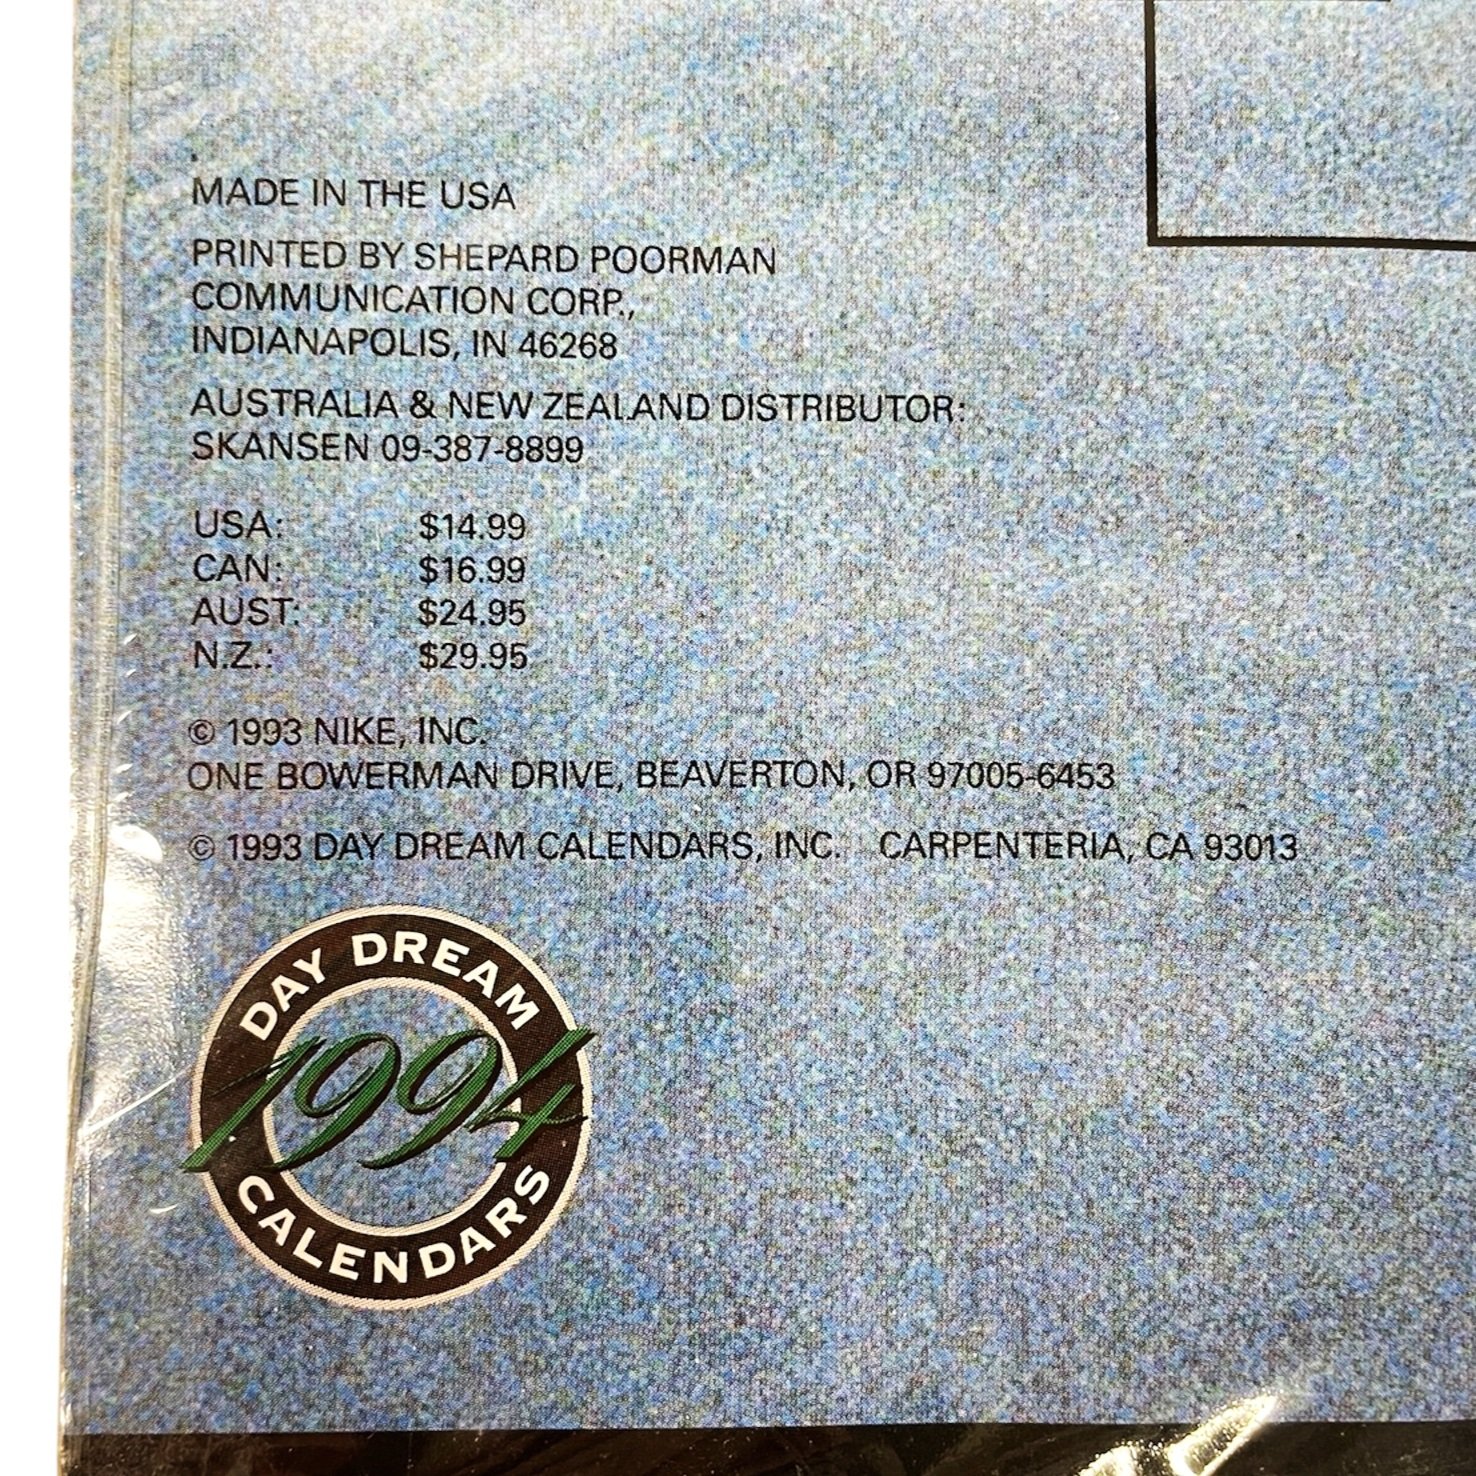 MADE IN THE USA
PRINTED BY SHEPARD POORMAN
COMMUNICATION CORP.,
INDIANAPOLIS, IN 46268
AUSTRALIA & NEW ZEALAND DISTRIBUTOR:
SKANSEN 09-387-8899
USA: $14.99
CAN: $16.99
AUST: $24.95
N.Z.: $29.95
© 1993 NIKE, INC.
ONE BOWERMAN DRIVE, BEAVERTON, OR 97005-6453
© 1993 DAY DREAM CALENDARS, INC. CARPENTERIA, CA 93013
DAY DREAM
1994
CALENDARS